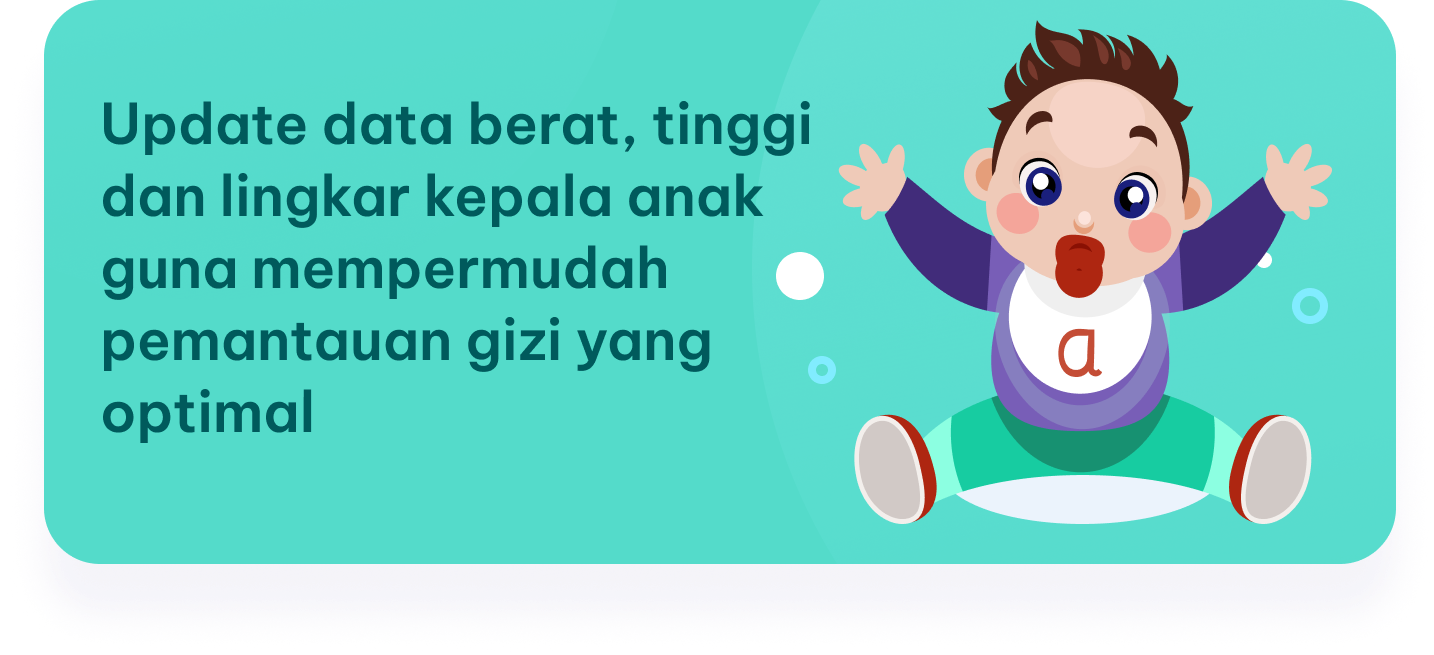 Update data berat, tinggi
dan lingkar kepala anak
guna mempermudah
pemantauan gizi yang
optimal
a